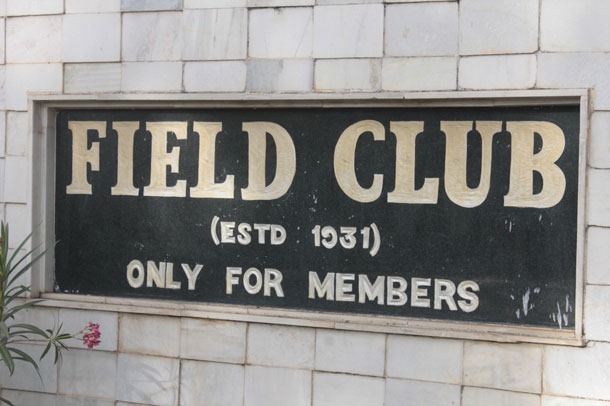 FIELD CLUB
(ESTD 1931)
ONLY FOR MEMBERS